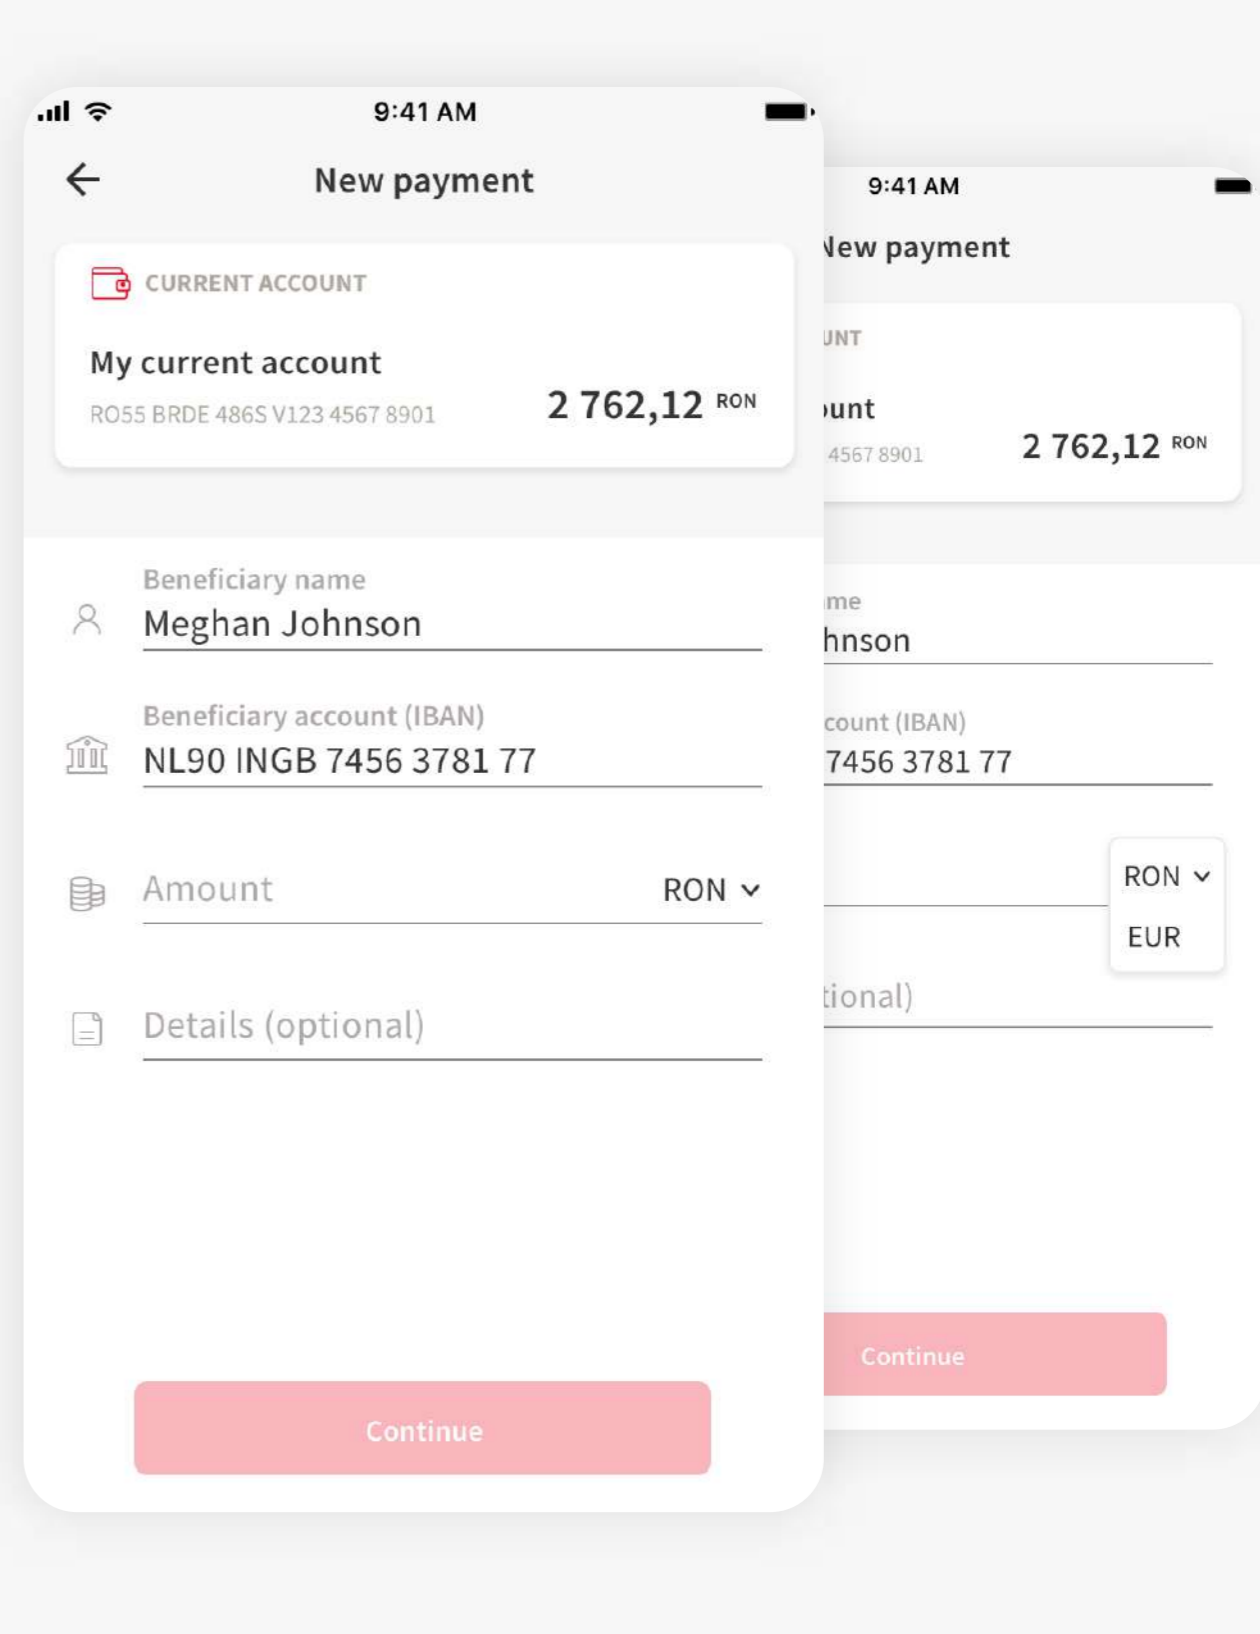 9:41 AM
New payment
CURRENT ACCOUNT
My current account
RO55 BRDE 486S V123 4567 8901
2 762,12 RON
Beneficiary name
Meghan Johnson
Beneficiary account (IBAN)
NL90 INGB 7456 3781 77
Amount
RON
Details (optional)
Continue
9:41 AM
New payment
UNT
ount
4567 8901
2 762,12 RON
me
hnson
count (IBAN)
7456 3781 77
RON
EUR
tional)
Continue